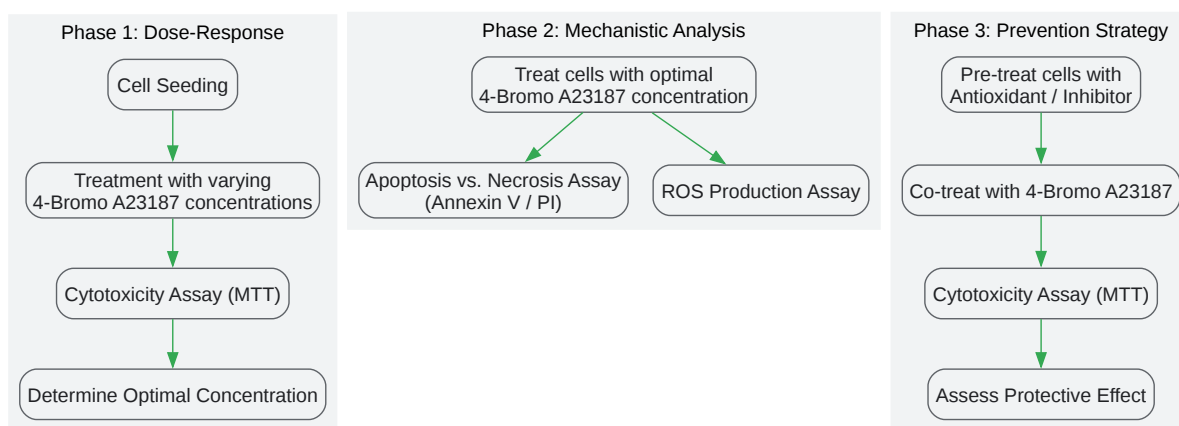 Phase 1: Dose-Response
Cell Seeding
Treatment with varying
4-Bromo A23187 concentrations
Cytotoxicity Assay (MTT)
Determine Optimal Concentration
Phase 2: Mechanistic Analysis
Treat cells with optimal
4-Bromo A23187 concentration
Apoptosis vs. Necrosis Assay
(Annexin V / PI)
ROS Production Assay
Phase 3: Prevention Strategy
Pre-treat cells with
Antioxidant / Inhibitor
Co-treat with 4-Bromo A23187
Cytotoxicity Assay (MTT)
Assess Protective Effect